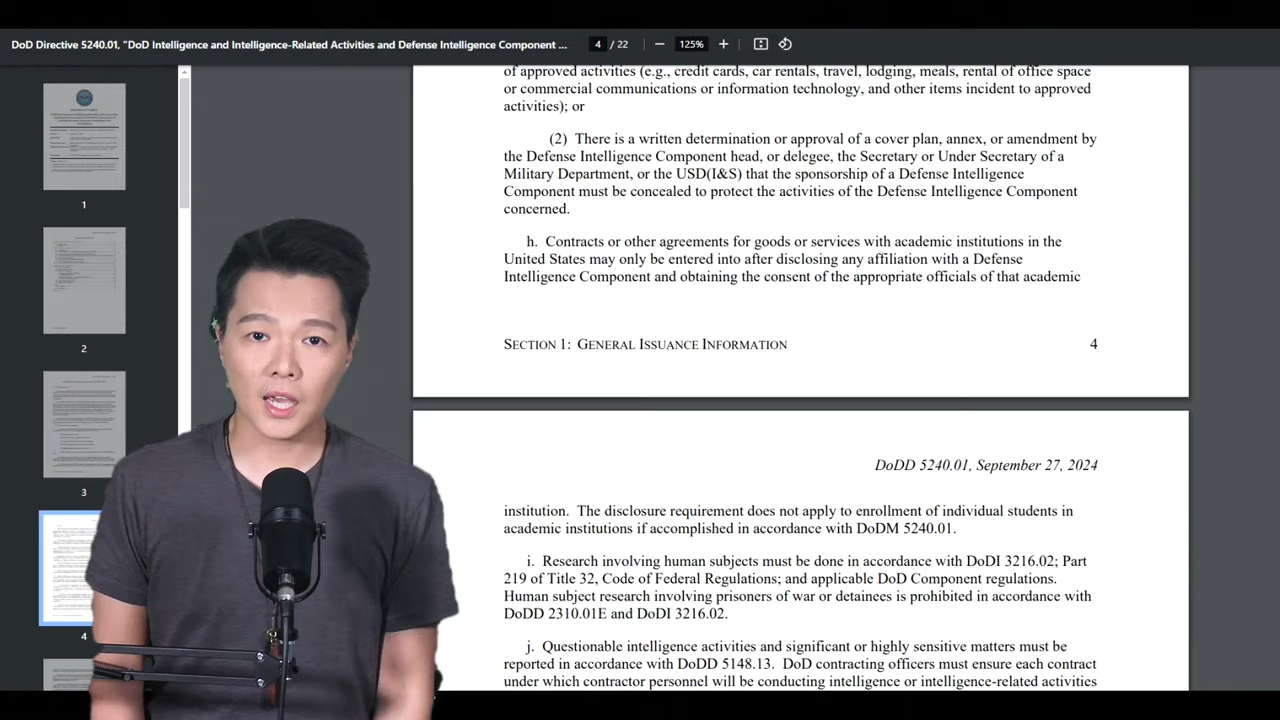 DoD Directive 5240.01, "DoD Intelligence and Intelligence-Related Activities and Defense Intelligence Component ...
4 / 22
125%
of approved activities (e.g., credit cards, car rentals, travel, lodging, meals, rental of office space
or commercial communications or information technology, and other items incident to approved
activities); or
(2) There is a written determination or approval of a cover plan, annex, or amendment by
the Defense Intelligence Component head, or delegee, the Secretary or Under Secretary of a
Military Department, or the USD(I&S) that the sponsorship of a Defense Intelligence
Component must be concealed to protect the activities of the Defense Intelligence Component
concerned.
h. Contracts or other agreements for goods or services with academic institutions in the
United States may only be entered into after disclosing any affiliation with a Defense
Intelligence Component and obtaining the consent of the appropriate officials of that academic
SECTION 1: GENERAL ISSUANCE INFORMATION 4
DoDD 5240.01, September 27, 2024
institution. The disclosure requirement does not apply to enrollment of individual students in
academic institutions if accomplished in accordance with DoDM 5240.01.
i. Research involving human subjects must be done in accordance with DoDI 3216.02; Part
219 of Title 32, Code of Federal Regulations; and applicable DoD Component regulations.
Human subject research involving prisoners of war or detainees is prohibited in accordance with
DoDD 2310.01E and DoDI 3216.02.
j. Questionable intelligence activities and significant or highly sensitive matters must be
reported in accordance with DoDD 5148.13. DoD contracting officers must ensure each contract
under which contractor personnel will be conducting intelligence or intelligence-related activities
1
2
3
4